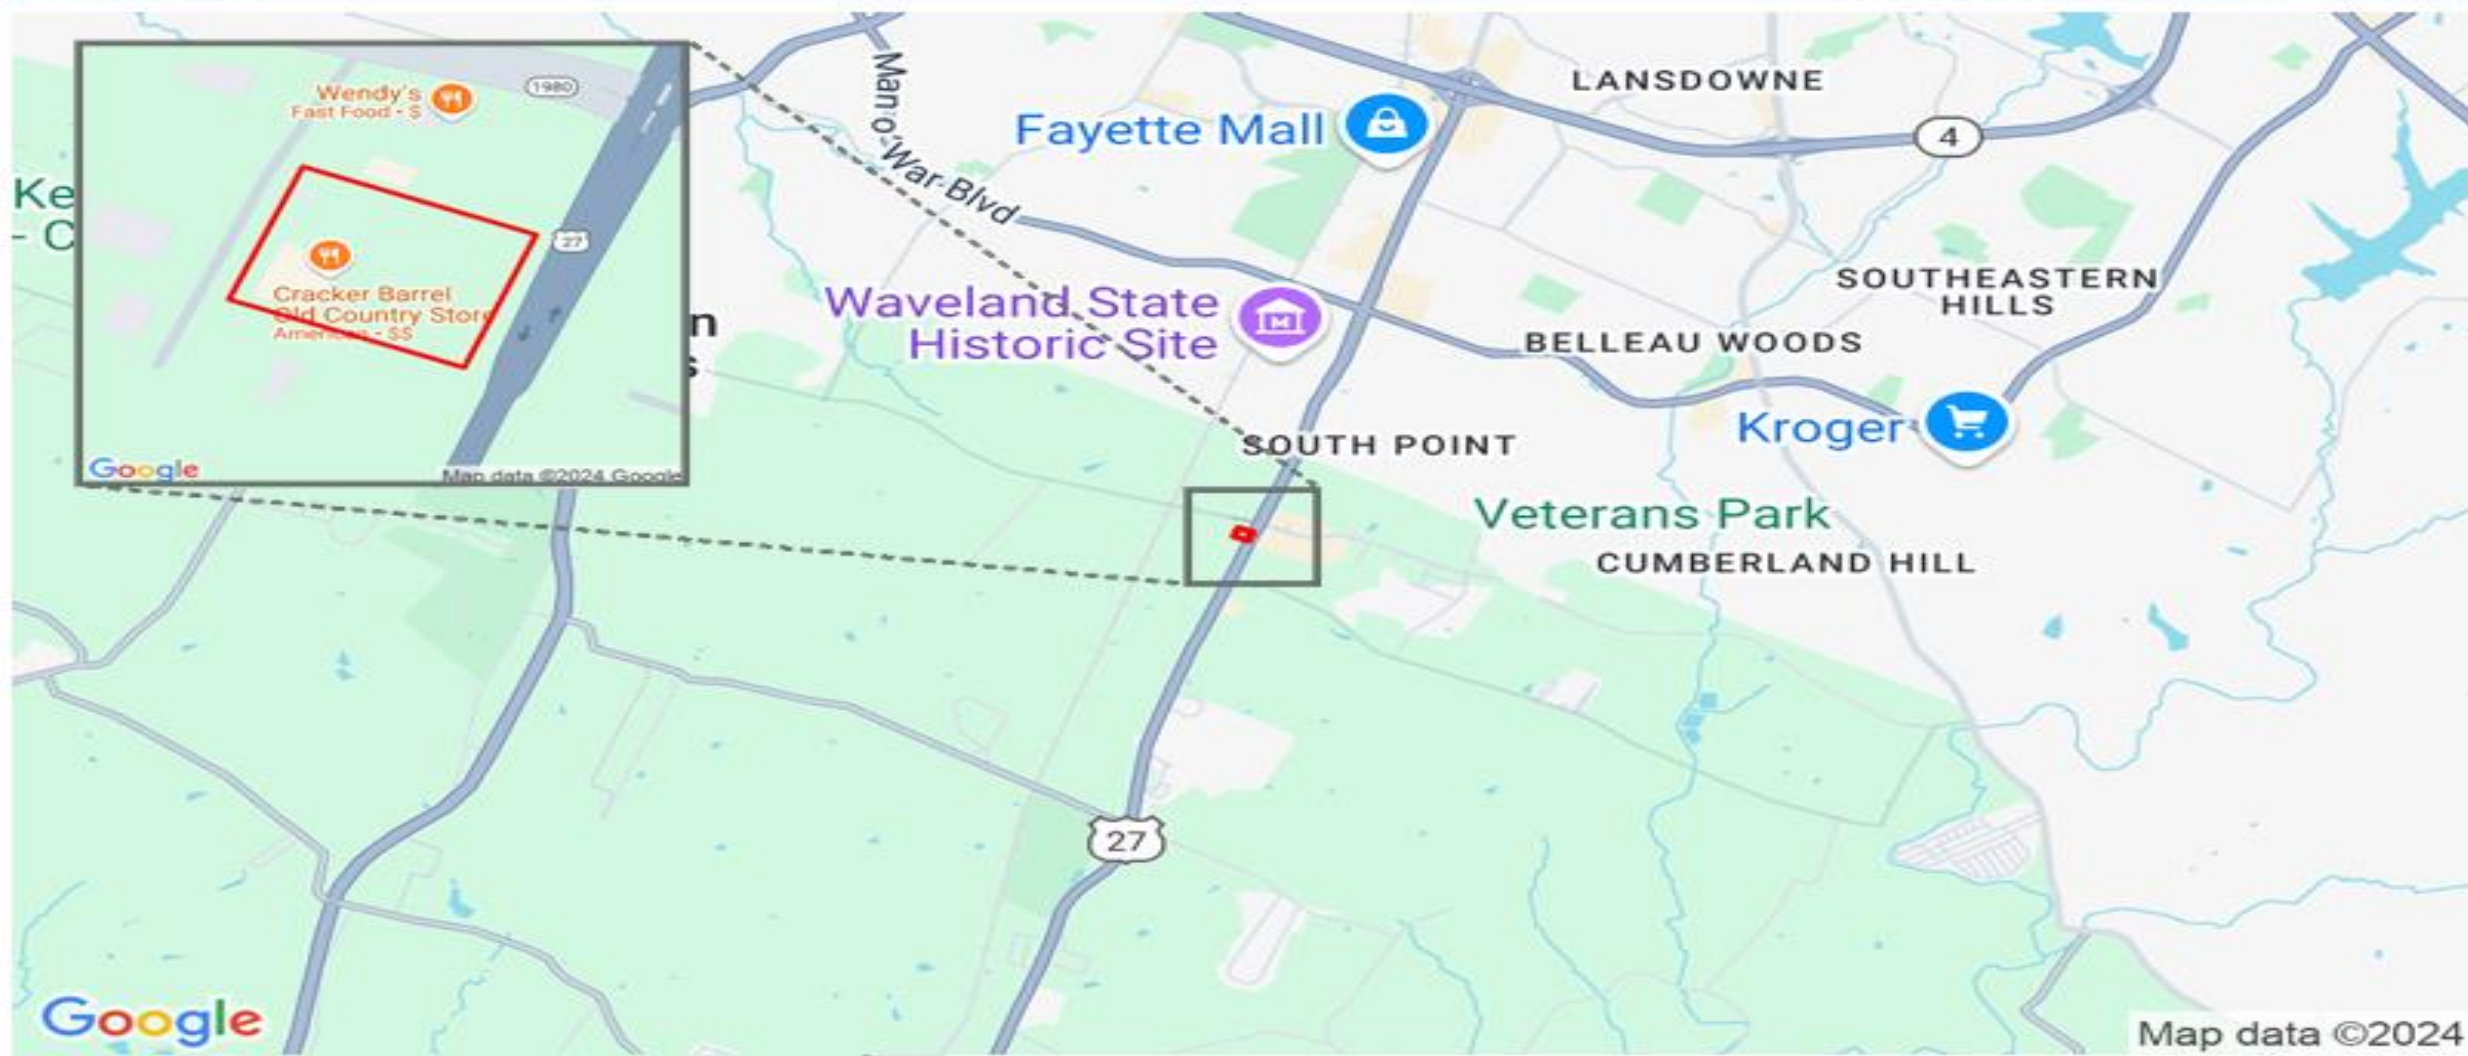 Wendy's
Fast Food - $
1980
27
Cracker Barrel
Old Country Store
American - $$
Google
Map data ©2024 Google
Ke
- C
n
s
Man o' War Blvd
Fayette Mall
LANSDOWNE
4
Waveland State
Historic Site
SOUTHEASTERN
HILLS
BELLEAU WOODS
Kroger
SOUTH POINT
Veterans Park
CUMBERLAND HILL
27
Google
Map data ©2024